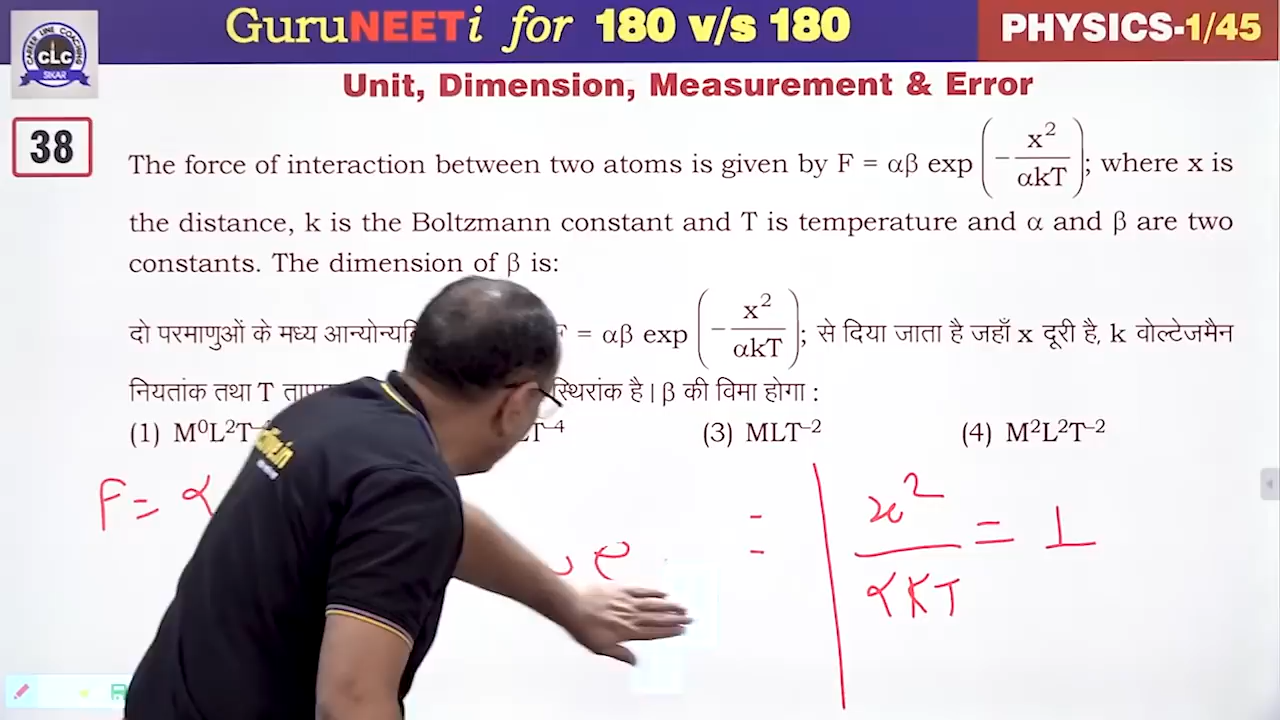 GuruNEETi for 180 v/s 180
PHYSICS-1/45
CAREER LINE COACHING
CLC
SIKAR
Unit, Dimension, Measurement & Error
38
The force of interaction between two atoms is given by F = αβ exp (−x²/αkT); where x is
the distance, k is the Boltzmann constant and T is temperature and α and β are two
constants. The dimension of β is:
दो परमाणुओं के मध्य F = αβ exp (−x²/αkT); से दिया जाता है जहाँ x दूरी है, k वोल्टेजमैन
नियतांक तथा T स्थिरांक है। β की विमा होगा :
(1) M⁰L²T
T⁻⁴
(3) MLT⁻²
(4) M²L²T⁻²
F = α
e
=
x²/αKT = 1